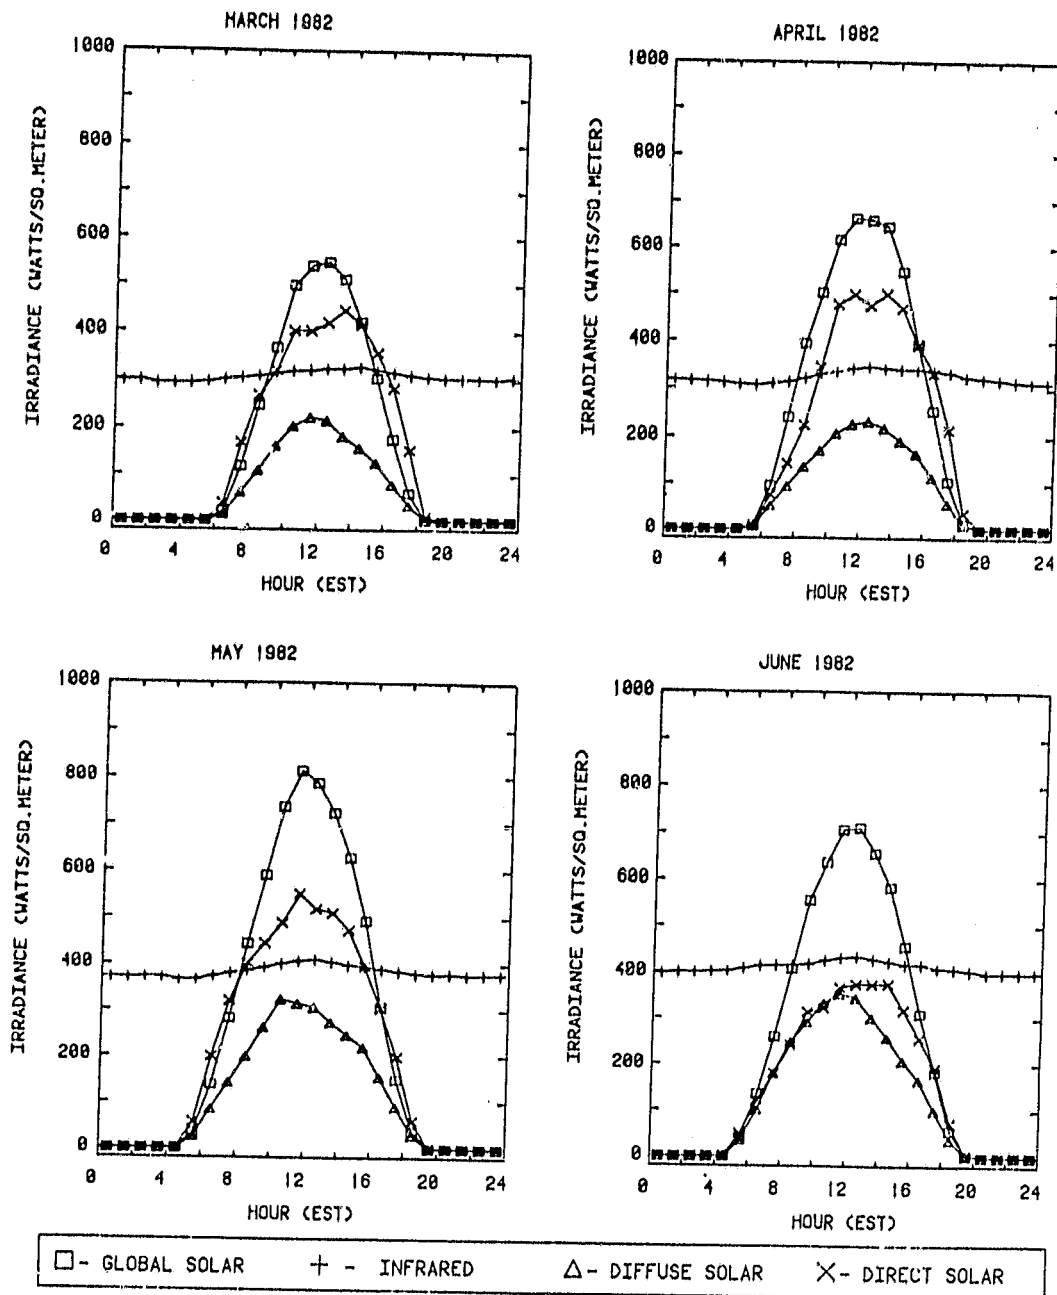 MARCH 1982
1000
800
600
400
200
0
IRRADIANCE (WATTS/SQ.METER)
0 4 8 12 16 20 24
HOUR (EST)
APRIL 1982
1000
800
600
400
200
0
IRRADIANCE (WATTS/SQ.METER)
0 4 8 12 16 20 24
HOUR (EST)
MAY 1982
1000
800
600
400
200
0
IRRADIANCE (WATTS/SQ.METER)
0 4 8 12 16 20 24
HOUR (EST)
JUNE 1982
1000
800
600
400
200
0
IRRADIANCE (WATTS/SQ.METER)
0 4 8 12 16 20 24
HOUR (EST)
□ - GLOBAL SOLAR + - INFRARED △ - DIFFUSE SOLAR × - DIRECT SOLAR